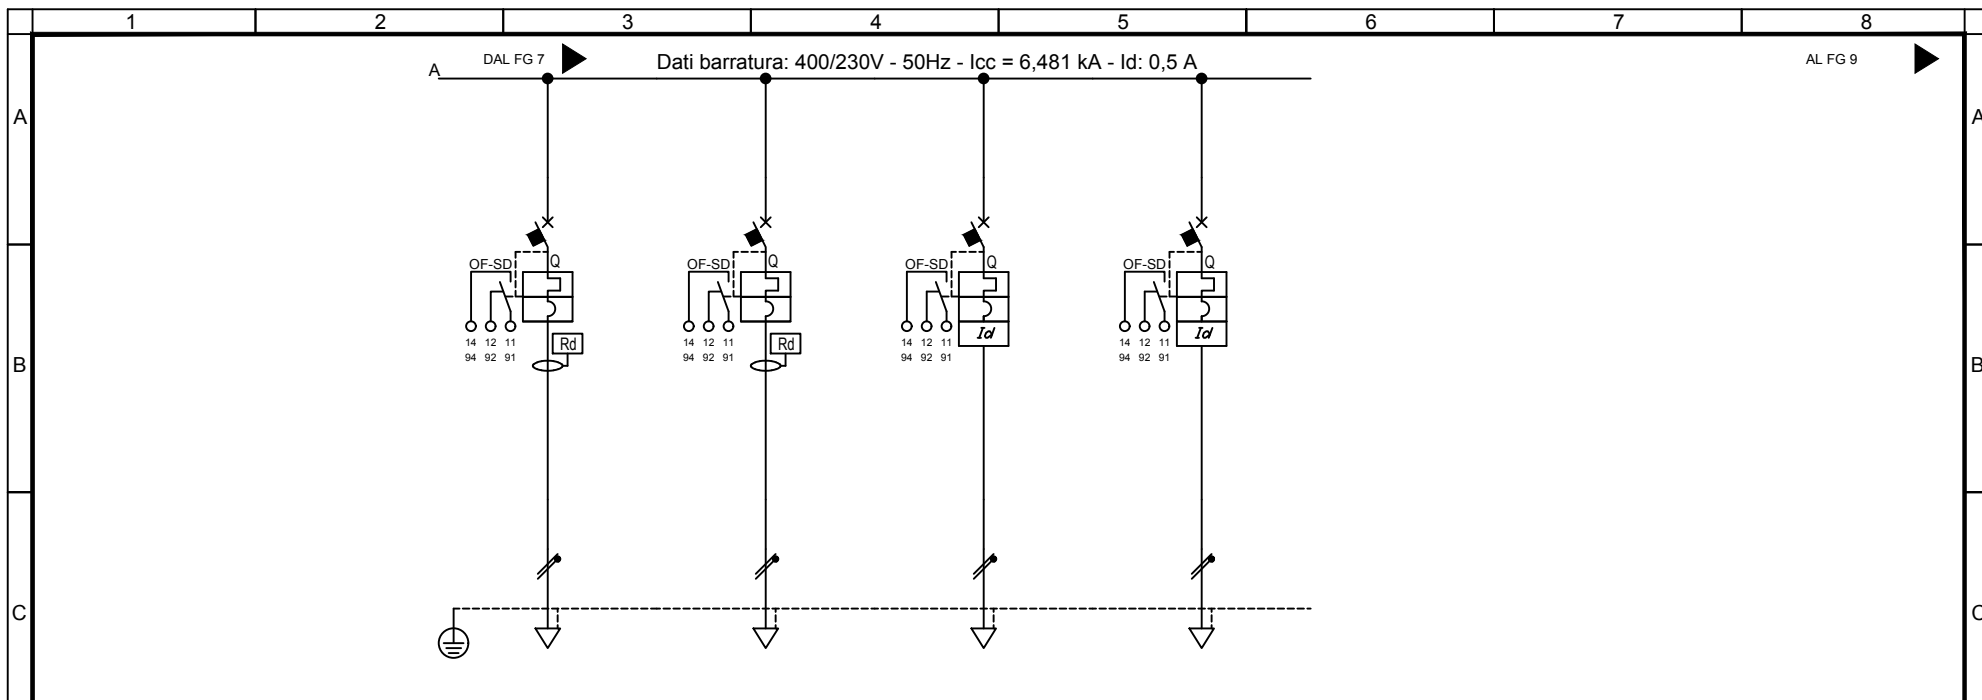 1 2 3 4 5 6 7 8
DAL FG 7 Dati barratura: 400/230V - 50Hz - Icc = 6,481 kA - Id: 0,5 A AL FG 9
A
A A
OF-SD Q OF-SD Q OF-SD Q OF-SD Q
Id Id
14 12 11 Rd 14 12 11 Rd 14 12 11 14 12 11
94 92 91 94 92 91 94 92 91 94 92 91
B B
C C